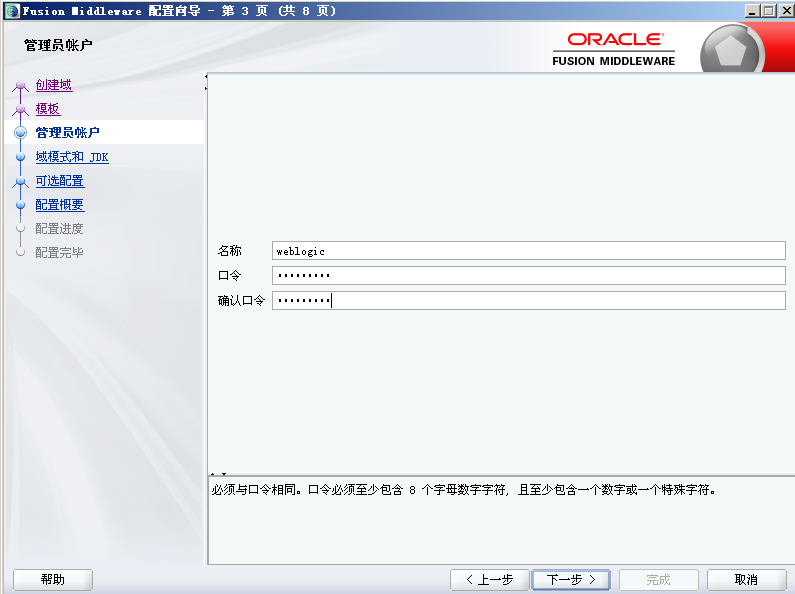 Fusion Middleware 配置向导 - 第 3 页 (共 8 页)
管理员帐户
ORACLE
FUSION MIDDLEWARE
创建域
模板
管理员帐户
域模式和 JDK
可选配置
配置概要
配置进度
配置完毕
名称 weblogic
口令 •••••••••
确认口令 •••••••••
必须与口令相同。口令必须至少包含 8 个字母数字字符, 且至少包含一个数字或一个特殊字符。
帮助 < 上一步 下一步 > 完成 取消